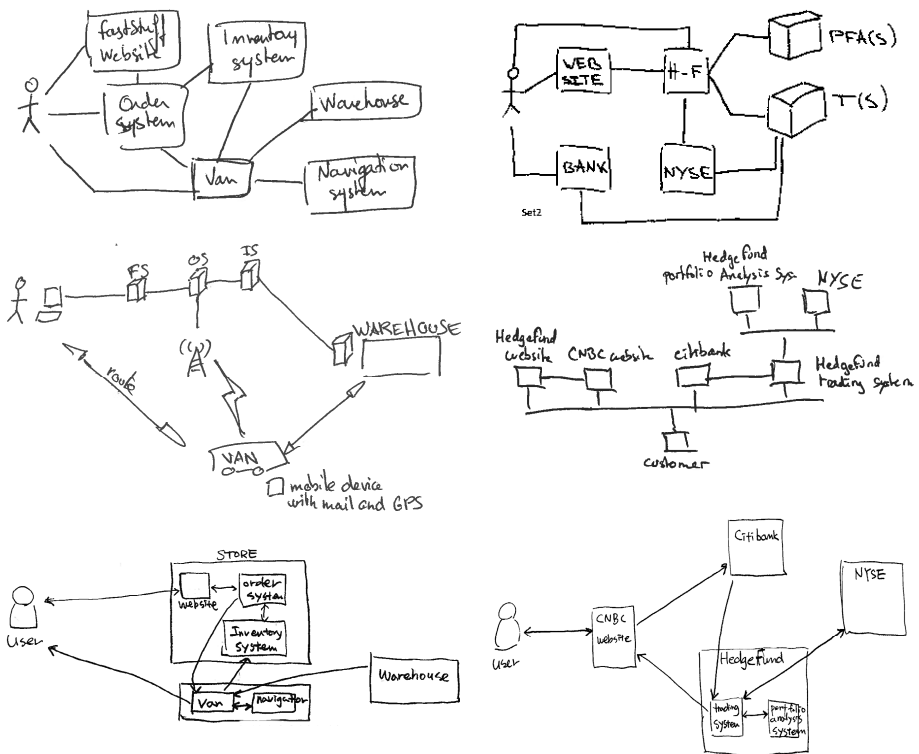 faststuff
website
Inventory
system
Order
system
Warehouse
Van
Navigation
system
WEB
SITE
H-F
PFA(S)
T(S)
BANK
NYSE
Set2
FS
OS
IS
WAREHOUSE
route
VAN
mobile device
with mail and GPS
Hedgefund
portfolio Analysis Sys
NYSE
Hedgefund
website
CNBC website
citibank
Hedgefund
trading system
customer
STORE
website
order
system
Inventory
System
User
Warehouse
Van
navigation
Citibank
NYSE
CNBC
website
User
Hedgefund
trading
system
portfolio
analysis
system